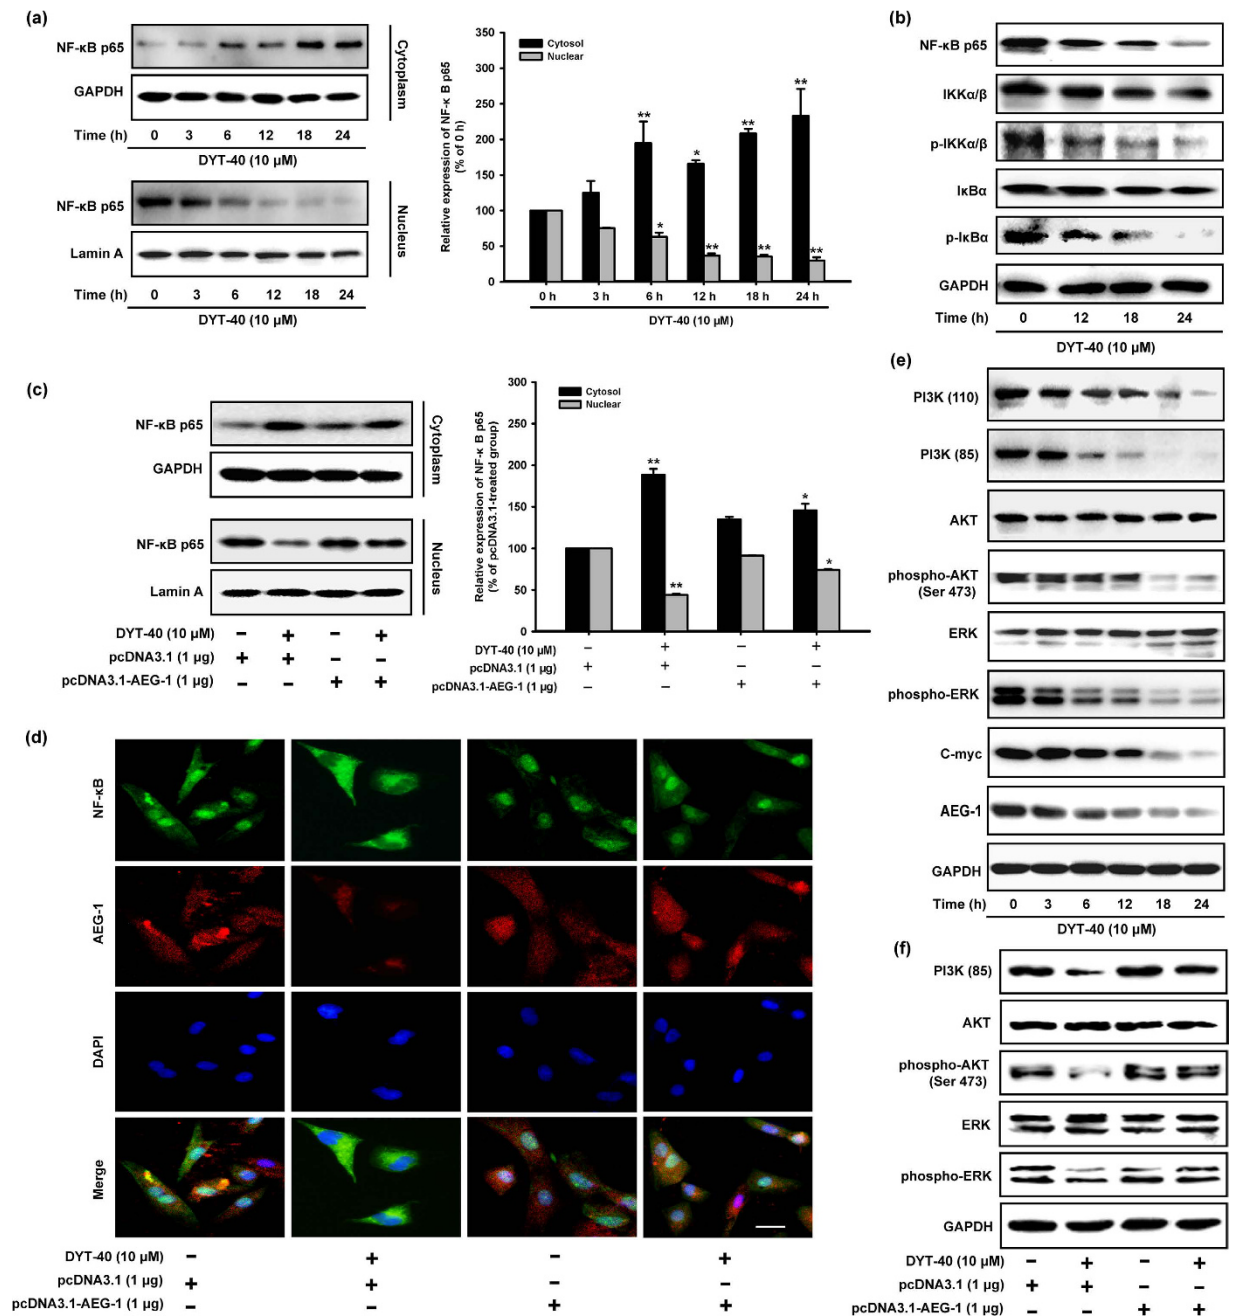 (a)
NF-κB p65
GAPDH
Cytoplasm
Time (h) 0 3 6 12 18 24
DYT-40 (10 μM)
NF-κB p65
Lamin A
Nucleus
Time (h) 0 3 6 12 18 24
DYT-40 (10 μM)
Relative expression of NF-κ B p65
(% of 0 h)
350
300
250
200
150
100
50
0
Cytosol
Nuclear
**
*
**
**
*
**
**
**
0 h 3 h 6 h 12 h 18 h 24 h
DYT-40 (10 μM)
(b)
NF-κB p65
IKKα/β
p-IKKα/β
IκBα
p-IκBα
GAPDH
Time (h) 0 12 18 24
DYT-40 (10 μM)
(c)
NF-κB p65
GAPDH
Cytoplasm
NF-κB p65
Lamin A
Nucleus
DYT-40 (10 μM) − + − +
pcDNA3.1 (1 μg) + + − −
pcDNA3.1-AEG-1 (1 μg) − − + +
Relative expression of NF-κ B p65
(% of pcDNA3.1-treated group)
300
250
200
150
100
50
0
Cytosol
Nuclear
**
**
*
*
DYT-40 (10 μM) − + − +
pcDNA3.1 (1 μg) + + − −
pcDNA3.1-AEG-1 (1 μg) − − + +
(d)
NF-κB
AEG-1
DAPI
Merge
DYT-40 (10 μM) − + − +
pcDNA3.1 (1 μg) + + − −
pcDNA3.1-AEG-1 (1 μg) − − + +
(e)
PI3K (110)
PI3K (85)
AKT
phospho-AKT
(Ser 473)
ERK
phospho-ERK
C-myc
AEG-1
GAPDH
Time (h) 0 3 6 12 18 24
DYT-40 (10 μM)
(f)
PI3K (85)
AKT
phospho-AKT
(Ser 473)
ERK
phospho-ERK
GAPDH
DYT-40 (10 μM) − + − +
pcDNA3.1 (1 μg) + + − −
pcDNA3.1-AEG-1 (1 μg) − − + +